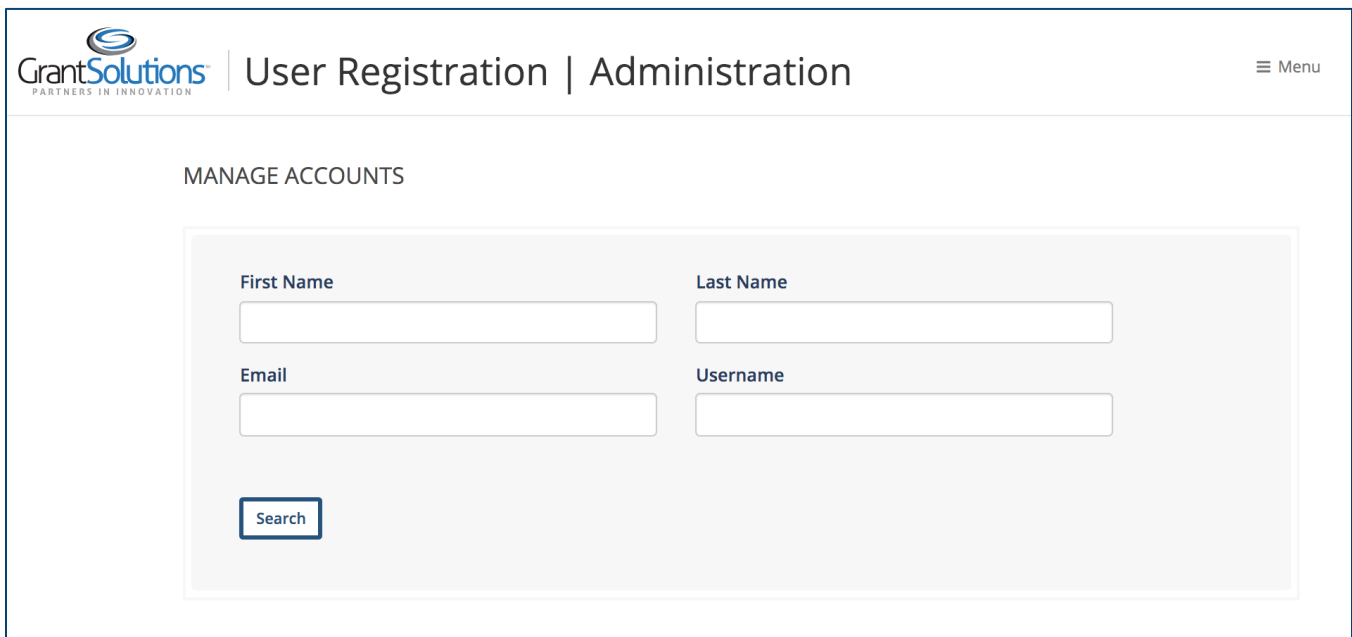 GrantSolutions
PARTNERS IN INNOVATION
User Registration | Administration
≡ Menu
MANAGE ACCOUNTS
First Name
Last Name
Email
Username
Search